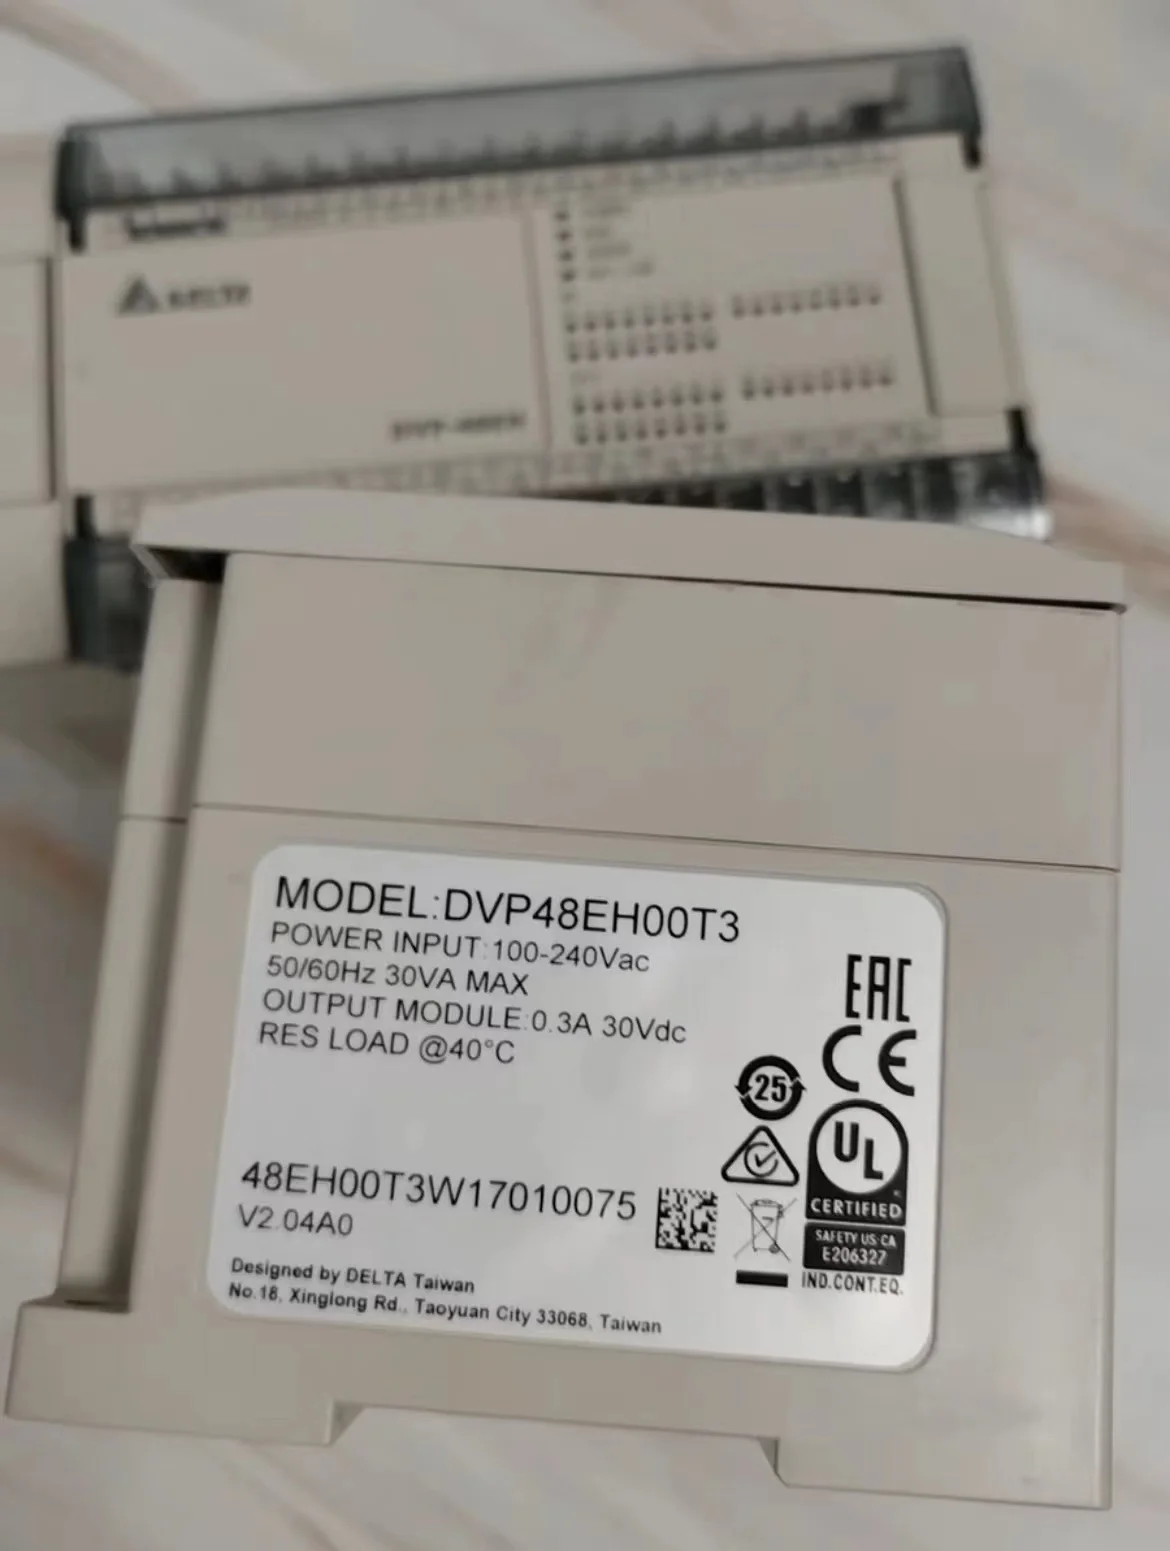 DELTA
MODEL:DVP48EH00T3
POWER INPUT:100-240Vac
50/60Hz 30VA MAX
OUTPUT MODULE:0.3A 30Vdc
RES LOAD @40°C
EAC
CE
25
UL
CERTIFIED
SAFETY US CA
E206327
IND.CONT.EQ.
48EH00T3W17010075
V2.04A0
Designed by DELTA Taiwan
No.18, Xinglong Rd., Taoyuan City 33068, Taiwan